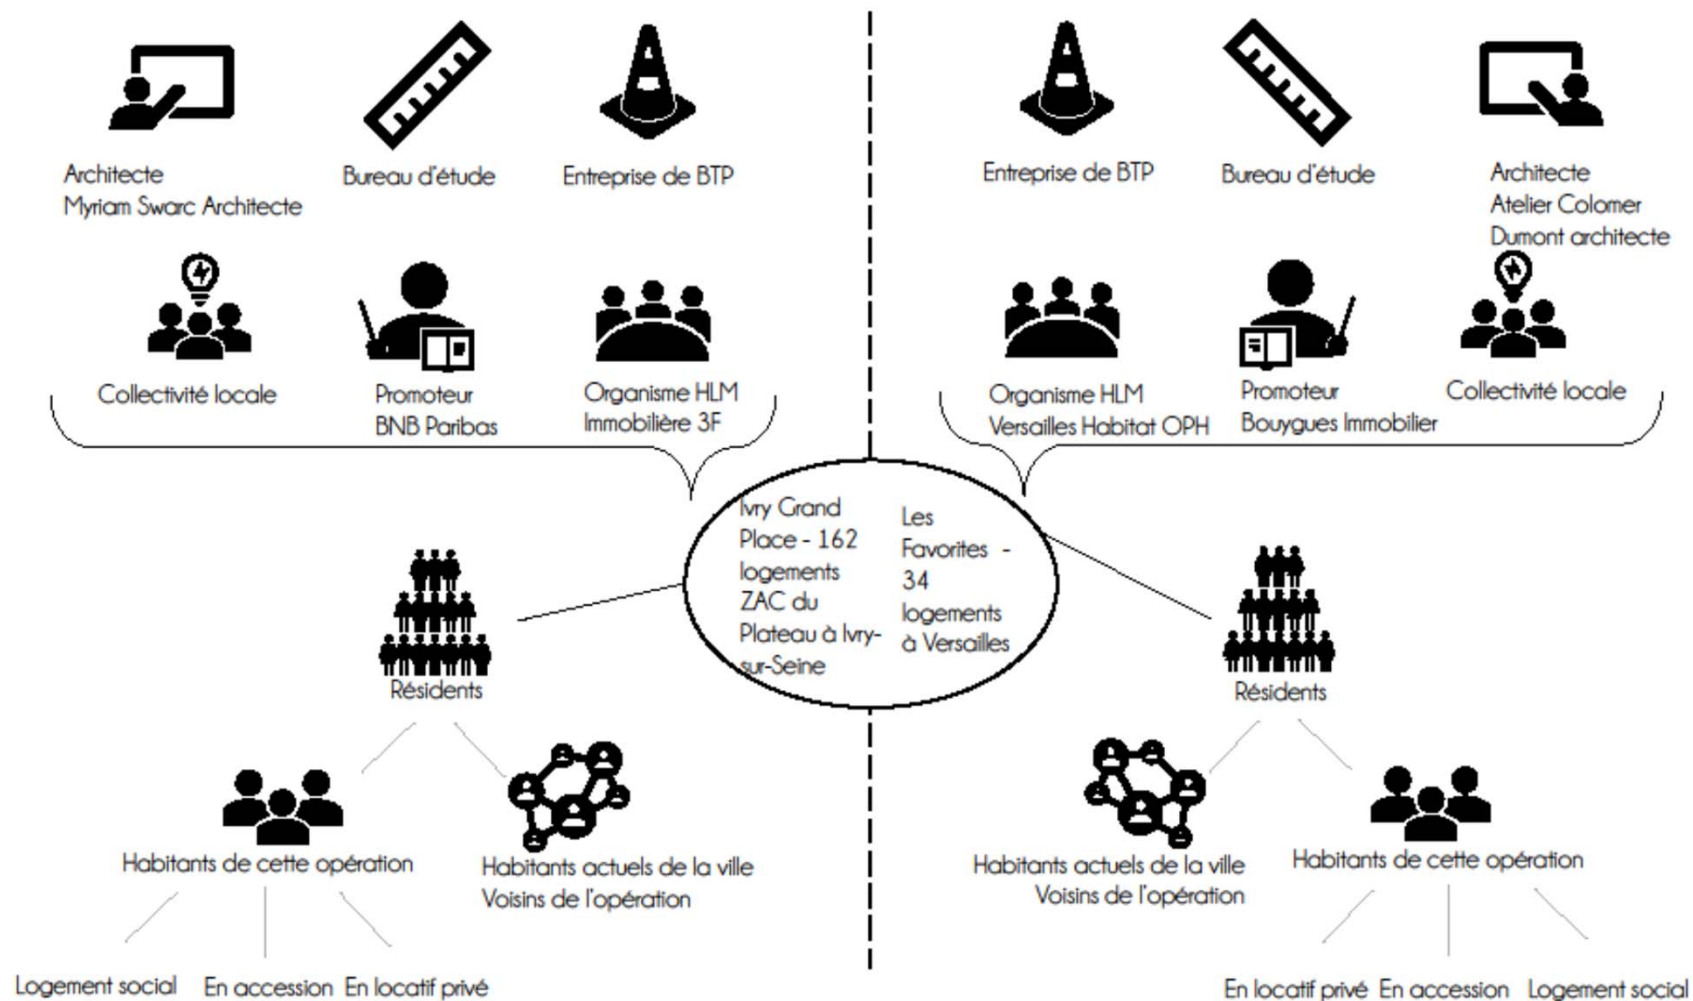 Architecte
Myriam Swarc Architecte
Bureau d'étude
Entreprise de BTP
Collectivité locale
Promoteur
BNB Paribas
Organisme HLM
Immobilière 3F
Entreprise de BTP
Bureau d'étude
Architecte
Atelier Colomer
Dumont architecte
Organisme HLM
Versailles Habitat OPH
Promoteur
Bouygues Immobilier
Collectivité locale
Ivry Grand
Place - 162
logements
ZAC du
Plateau à Ivry-
sur-Seine
Les
Favorites -
34
logements
à Versailles
Résidents
Habitants de cette opération
Habitants actuels de la ville
Voisins de l'opération
Logement social
En accession
En locatif privé
Résidents
Habitants actuels de la ville
Voisins de l'opération
Habitants de cette opération
En locatif privé
En accession
Logement social